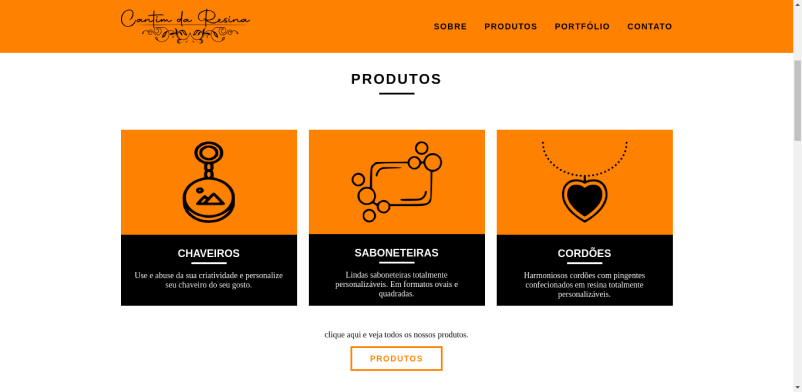 Cantim da Resina
SOBRE PRODUTOS PORTFÓLIO CONTATO
PRODUTOS
CHAVEIROS
Use e abuse da sua criatividade e personalize
seu chaveiro do seu gosto.
SABONETEIRAS
Lindas saboneteiras totalmente
personalizáveis. Em formatos ovais e
quadradas.
CORDÕES
Harmoniosos cordões com pingentes
confecionados em resina totalmente
personalizáveis.
clique aqui e veja todos os nossos produtos.
PRODUTOS